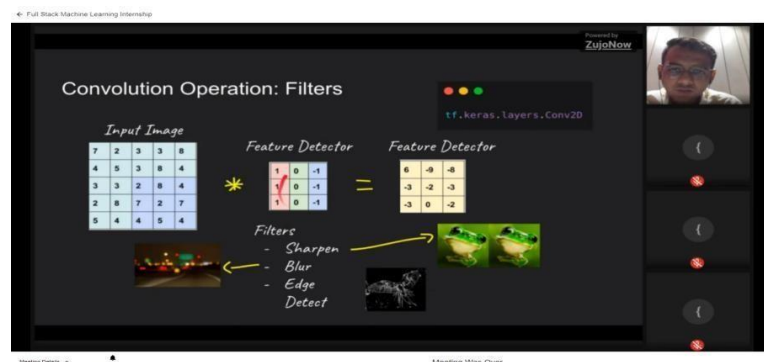 ← Full Stack Machine Learning Internship
Powered by
ZujoNow
Convolution Operation: Filters
tf.keras.layers.Conv2D
Input Image
Feature Detector
Feature Detector
7 2 3 3 8
4 5 3 8 4
3 3 2 8 4
2 8 7 2 7
5 4 4 5 4
*
1 0 -1
1 0 -1
1 0 -1
=
6 -9 -8
-3 -2 -3
-3 0 -2
Filters
- Sharpen
- Blur
- Edge
Detect
Meeting Was Over